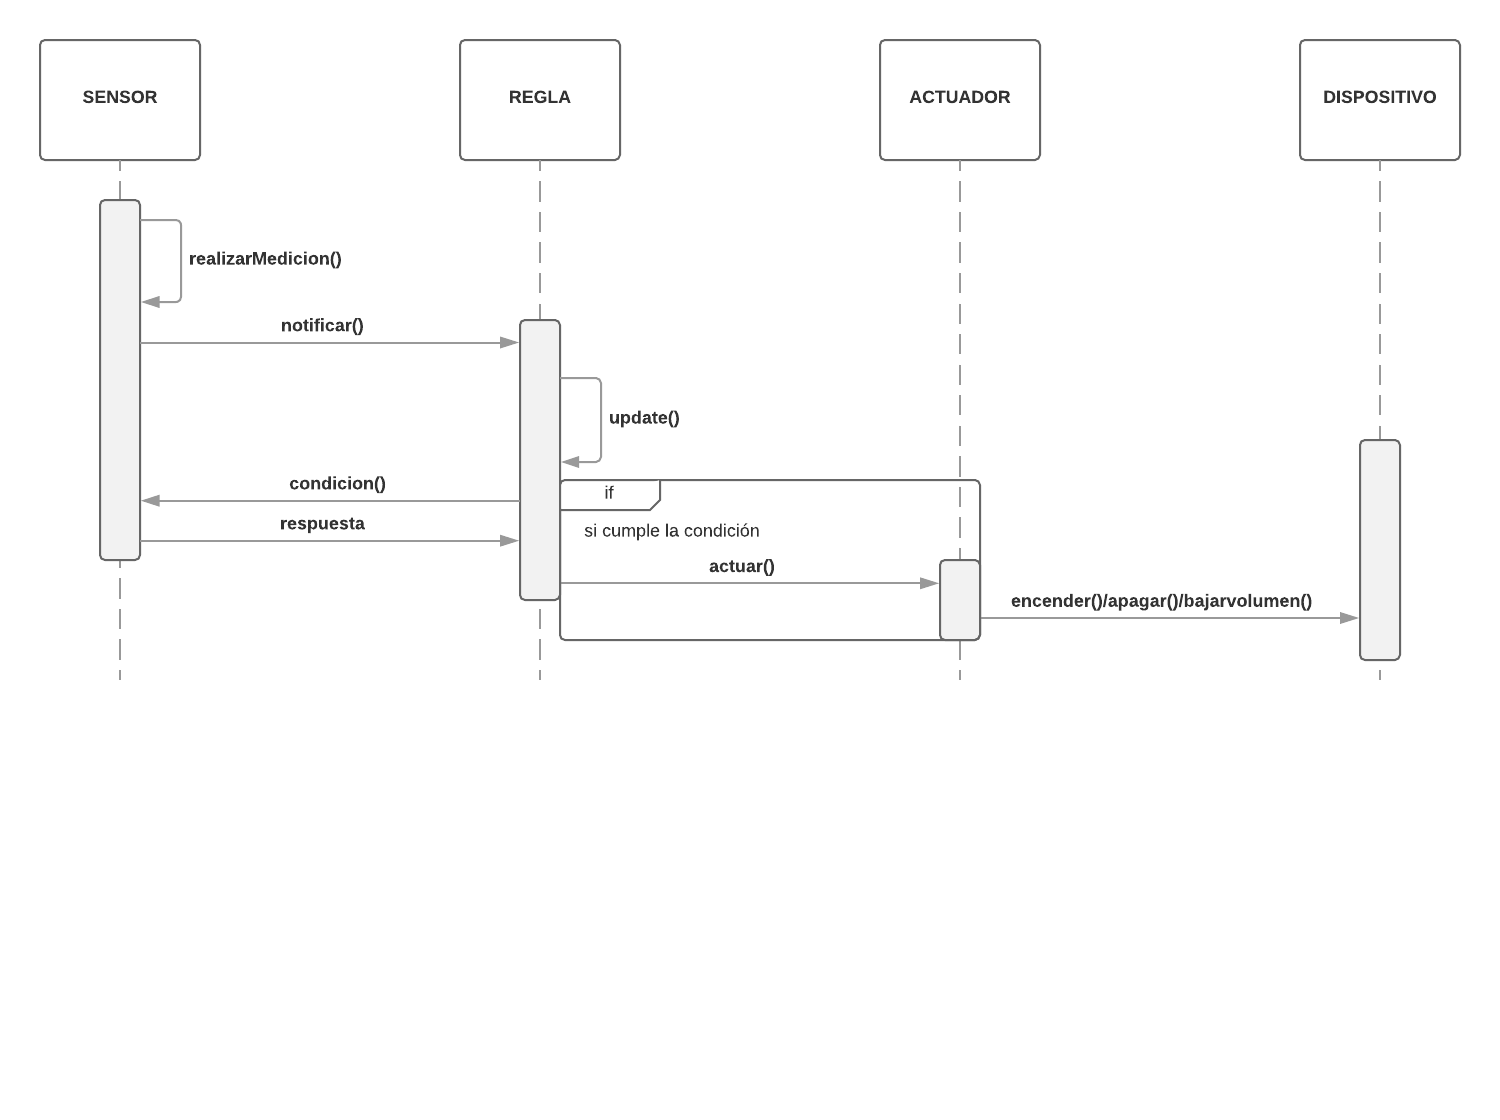 SENSOR
REGLA
ACTUADOR
DISPOSITIVO
realizarMedicion()
notificar()
update()
condicion()
if
respuesta
si cumple la condición
actuar()
encender()/apagar()/bajarvolumen()